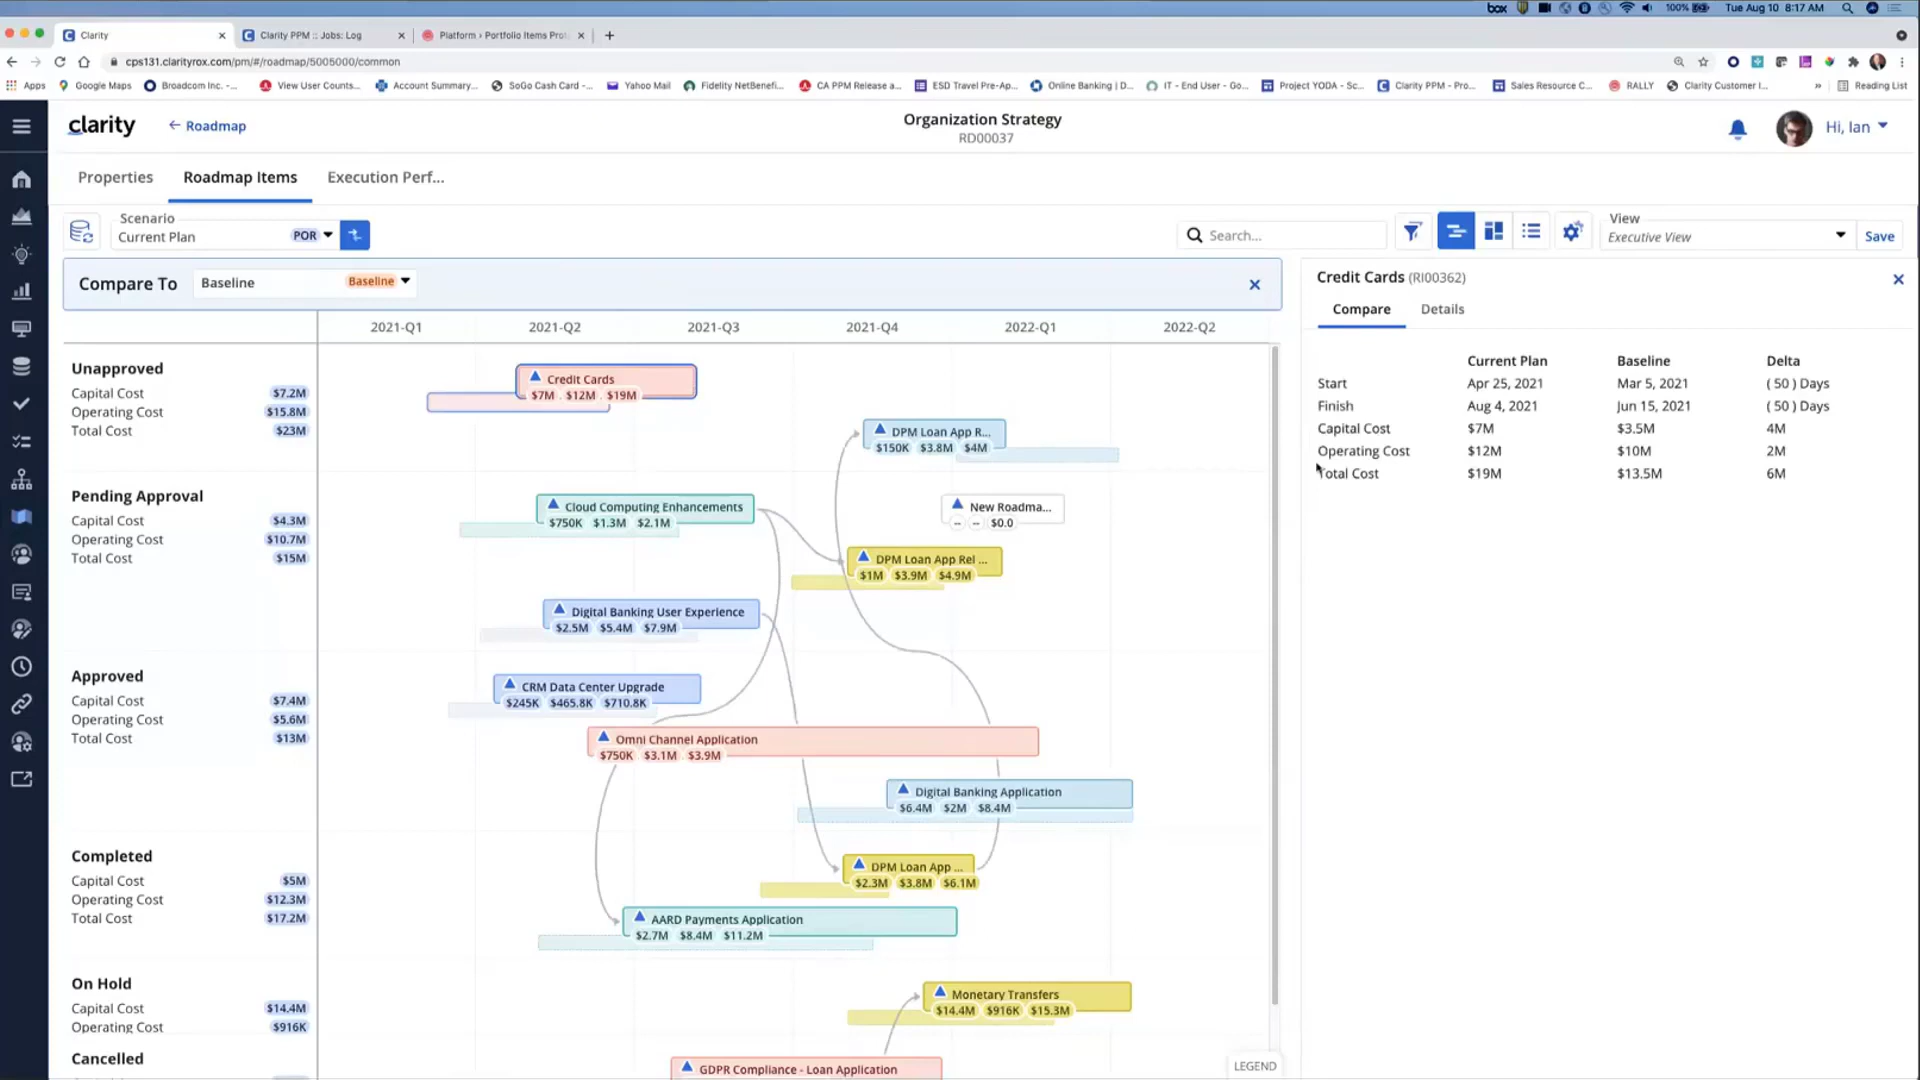 box 100% Tue Aug 10 8:17 AM
Clarity
Clarity PPM :: Jobs: Log
Platform › Portfolio Items Prot
cps131.clarityrox.com/pm/#/roadmap/5005000/common
Apps Google Maps Broadcom Inc. -... View User Counts... Account Summary... SoGo Cash Card -... Yahoo Mail Fidelity NetBenefi... CA PPM Release a... ESD Travel Pre-Ap... Online Banking | D... IT - End User - Go... Project YODA - Sc... Clarity PPM - Pro... Sales Resource C... RALLY Clarity Customer I... » Reading List
clarity
← Roadmap
Organization Strategy
RD00037
Hi, Ian
Properties Roadmap Items Execution Perf...
Scenario
Current Plan POR
Search...
View
Executive View
Save
Compare To Baseline Baseline
2021-Q1 2021-Q2 2021-Q3 2021-Q4 2022-Q1 2022-Q2
Unapproved
Capital Cost $7.2M
Operating Cost $15.8M
Total Cost $23M
Credit Cards
$7M $12M $19M
DPM Loan App R...
$150K $3.8M $4M
Pending Approval
Capital Cost $4.3M
Operating Cost $10.7M
Total Cost $15M
Cloud Computing Enhancements
$750K $1.3M $2.1M
New Roadma...
-- -- $0.0
DPM Loan App Rel ...
$1M $3.9M $4.9M
Digital Banking User Experience
$2.5M $5.4M $7.9M
Approved
Capital Cost $7.4M
Operating Cost $5.6M
Total Cost $13M
CRM Data Center Upgrade
$245K $465.8K $710.8K
Omni Channel Application
$750K $3.1M $3.9M
Digital Banking Application
$6.4M $2M $8.4M
Completed
Capital Cost $5M
Operating Cost $12.3M
Total Cost $17.2M
DPM Loan App ...
$2.3M $3.8M $6.1M
AARD Payments Application
$2.7M $8.4M $11.2M
On Hold
Capital Cost $14.4M
Operating Cost $916K
Monetary Transfers
$14.4M $916K $15.3M
Cancelled
GDPR Compliance - Loan Application
LEGEND
Credit Cards (RI00362)
Compare Details
Current Plan Baseline Delta
Start Apr 25, 2021 Mar 5, 2021 ( 50 ) Days
Finish Aug 4, 2021 Jun 15, 2021 ( 50 ) Days
Capital Cost $7M $3.5M 4M
Operating Cost $12M $10M 2M
Total Cost $19M $13.5M 6M